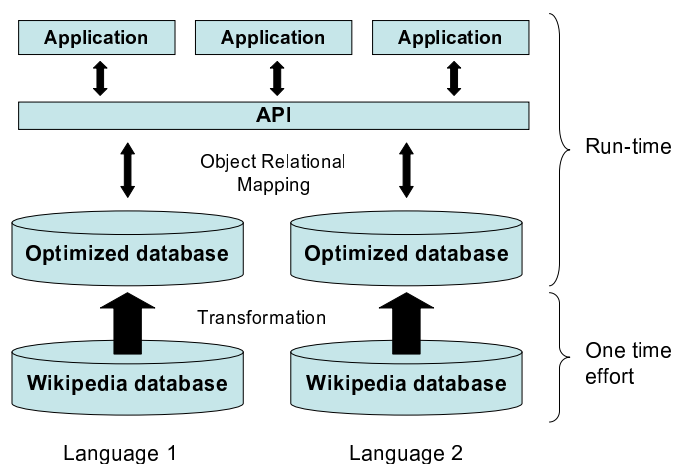 Application Application Application
API
Object Relational
Mapping
Run-time
Optimized database Optimized database
Transformation
One time
effort
Wikipedia database Wikipedia database
Language 1 Language 2